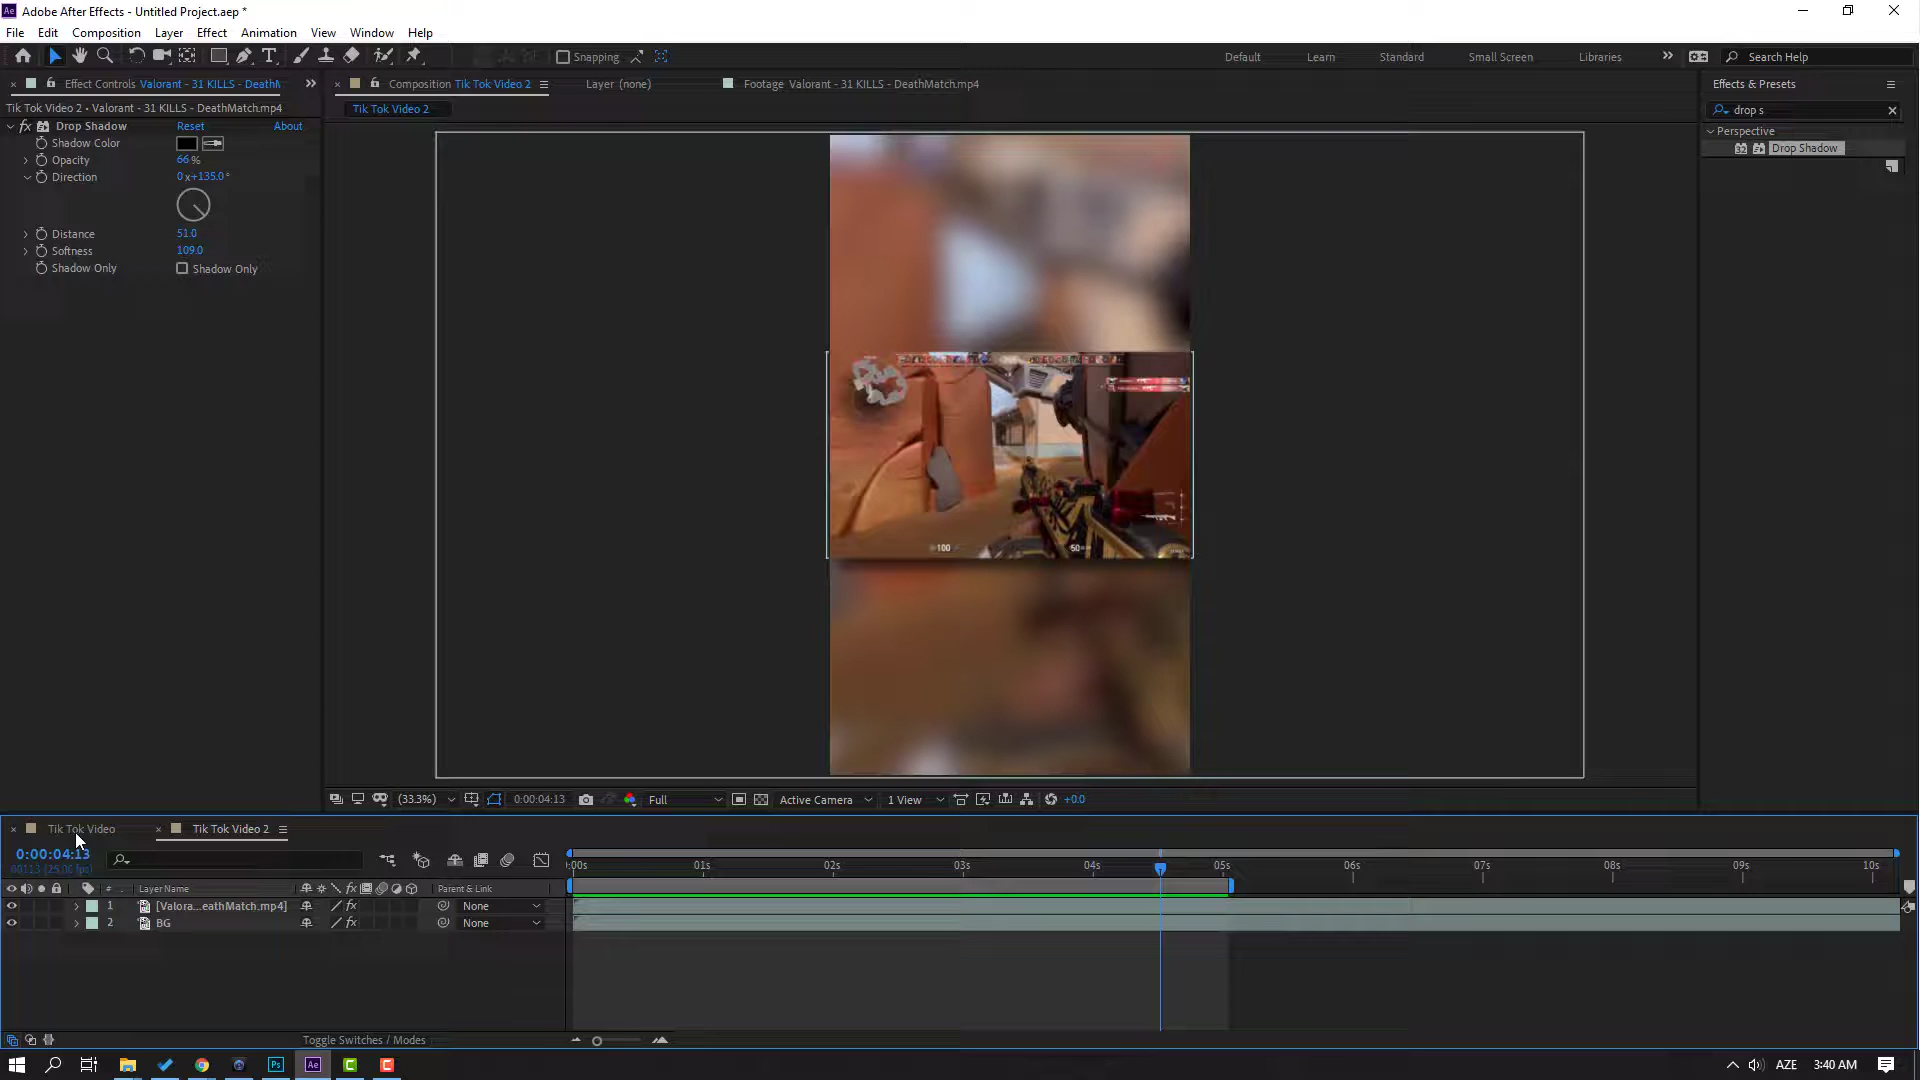 Adobe After Effects - Untitled Project.aep *
File Edit Composition Layer Effect Animation View Window Help
Snapping Default Learn Standard Small Screen Libraries Search Help
Effect Controls Valorant - 31 KILLS - Death Composition Tik Tok Video 2 Layer (none) Footage Valorant - 31 KILLS - DeathMatch.mp4 Effects & Presets
Tik Tok Video 2 • Valorant - 31 KILLS - DeathMatch.mp4 Tik Tok Video 2 drop s
fx Drop Shadow Reset About Perspective
Shadow Color 32 Drop Shadow
Opacity 66 %
Direction 0 x+135.0 °
Distance 51.0
Softness 109.0
Shadow Only Shadow Only
100 50
(33.3%) 0:00:04:13 Full Active Camera 1 View +0.0
Tik Tok Video Tik Tok Video 2
0:00:04:13
00113 (25.00 fps)
:00s 01s 02s 03s 04s 05s 06s 07s 08s 09s 10s
# Layer Name fx Parent & Link
1 [Valora...eathMatch.mp4] fx None
2 BG fx None
Toggle Switches / Modes
Ps Ae C C AZE 3:40 AM